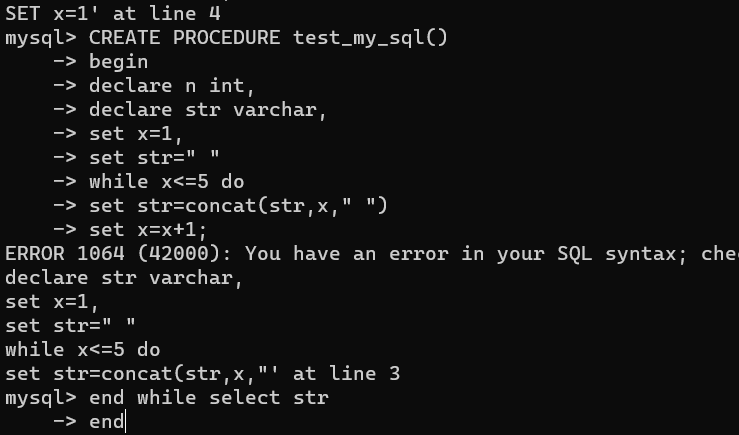 SET x=1' at line 4
mysql> CREATE PROCEDURE test_my_sql()
    -> begin
    -> declare n int,
    -> declare str varchar,
    -> set x=1,
    -> set str=" "
    -> while x<=5 do
    -> set str=concat(str,x," ")
    -> set x=x+1;
ERROR 1064 (42000): You have an error in your SQL syntax; che
declare str varchar,
set x=1,
set str=" "
while x<=5 do
set str=concat(str,x,"' at line 3
mysql> end while select str
    -> end